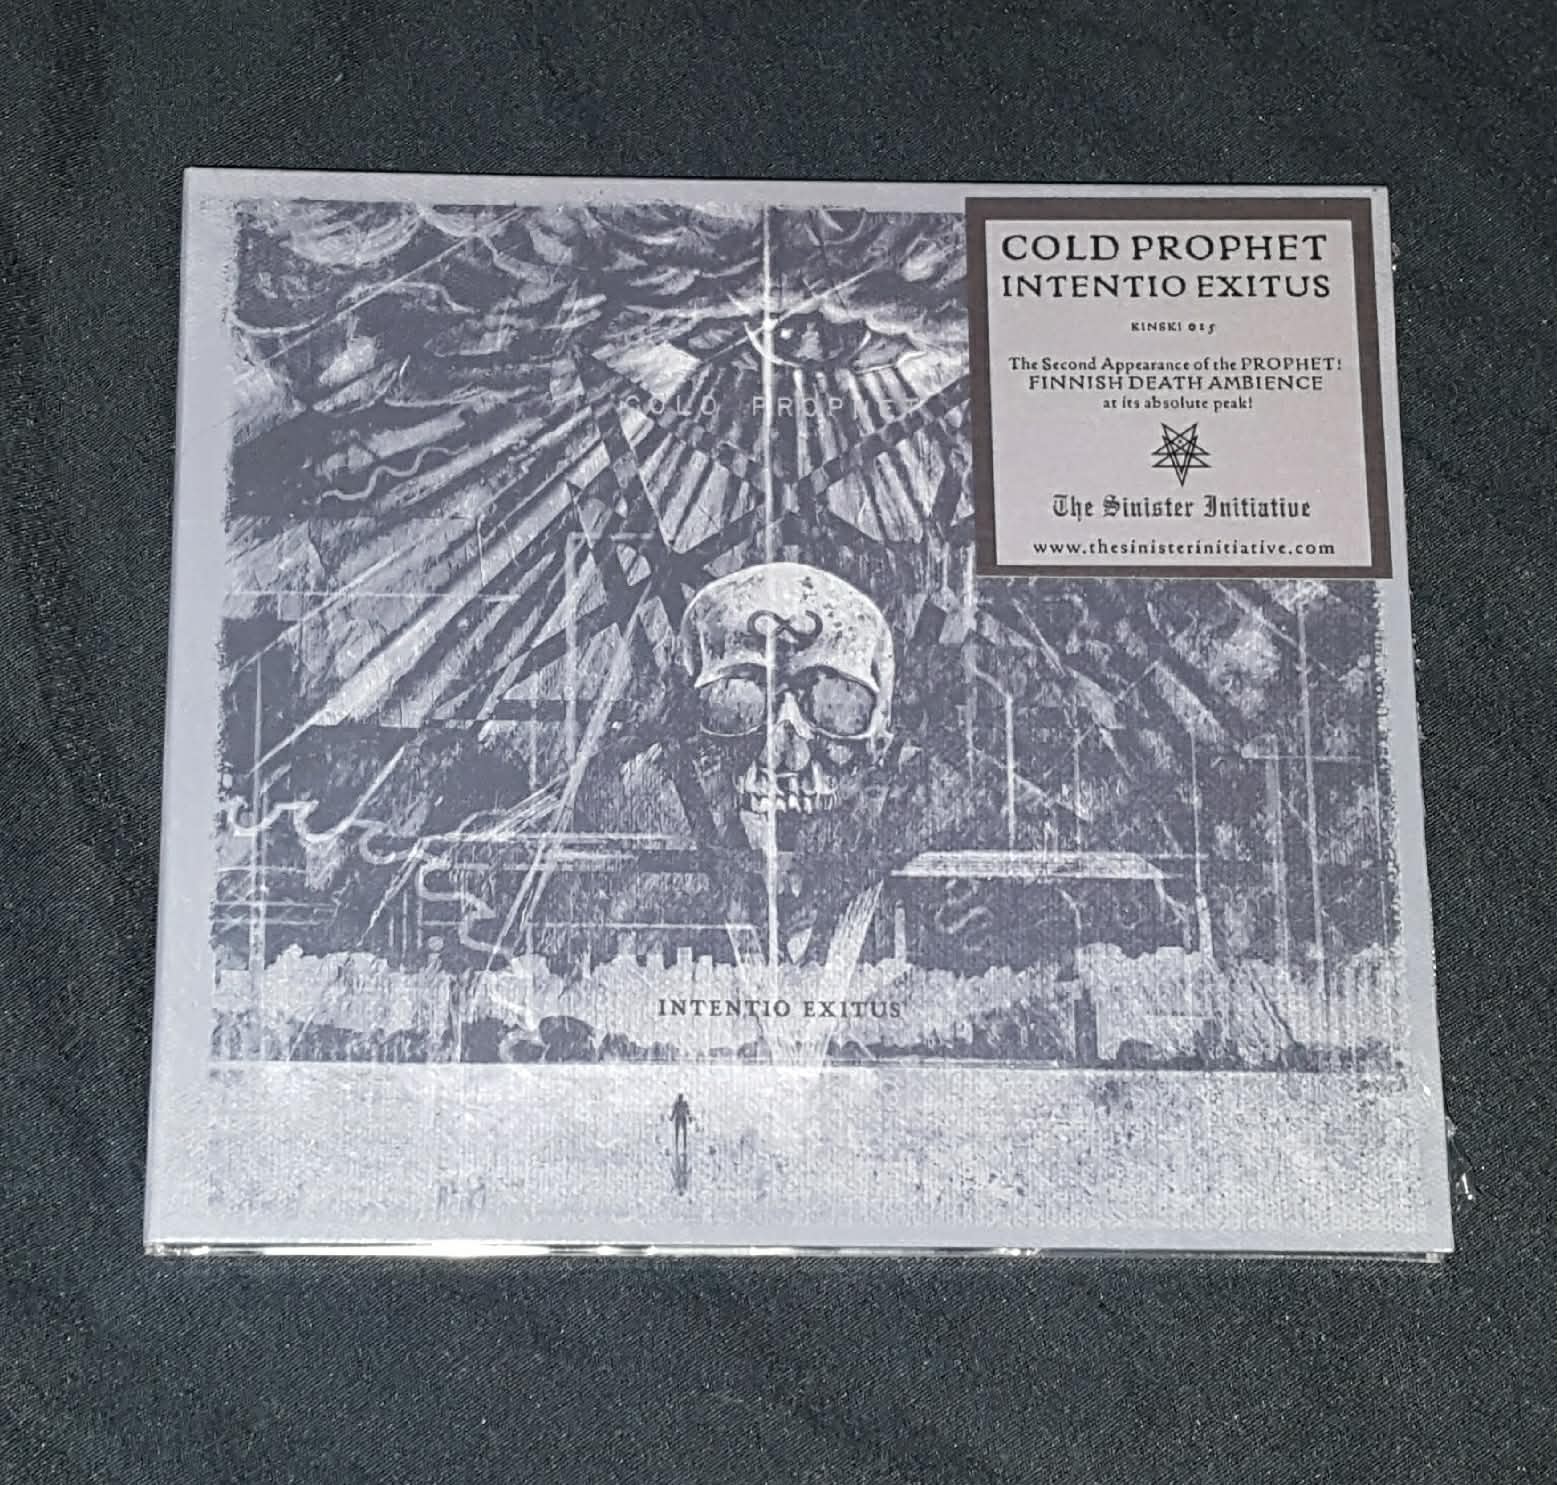 COLD PROPHET
INTENTIO EXITUS
KINSKI 015
The Second Appearance of the PROPHET!
FINNISH DEATH AMBIENCE
at its absolute peak!
The Sinister Initiative
www.thesinisterinitiative.com
COLD PROPHET
INTENTIO EXITUS